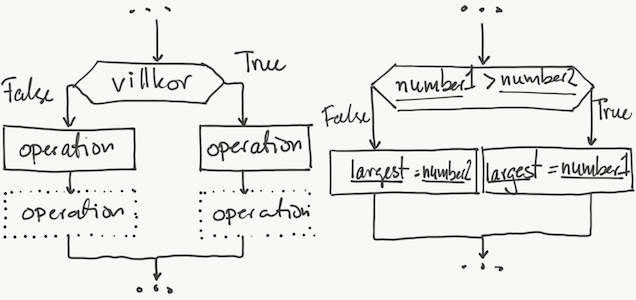 ...
villkor
False
True
operation
operation
operation
operation
...
...
number1 > number2
False
True
largest = number2
largest = number1
...